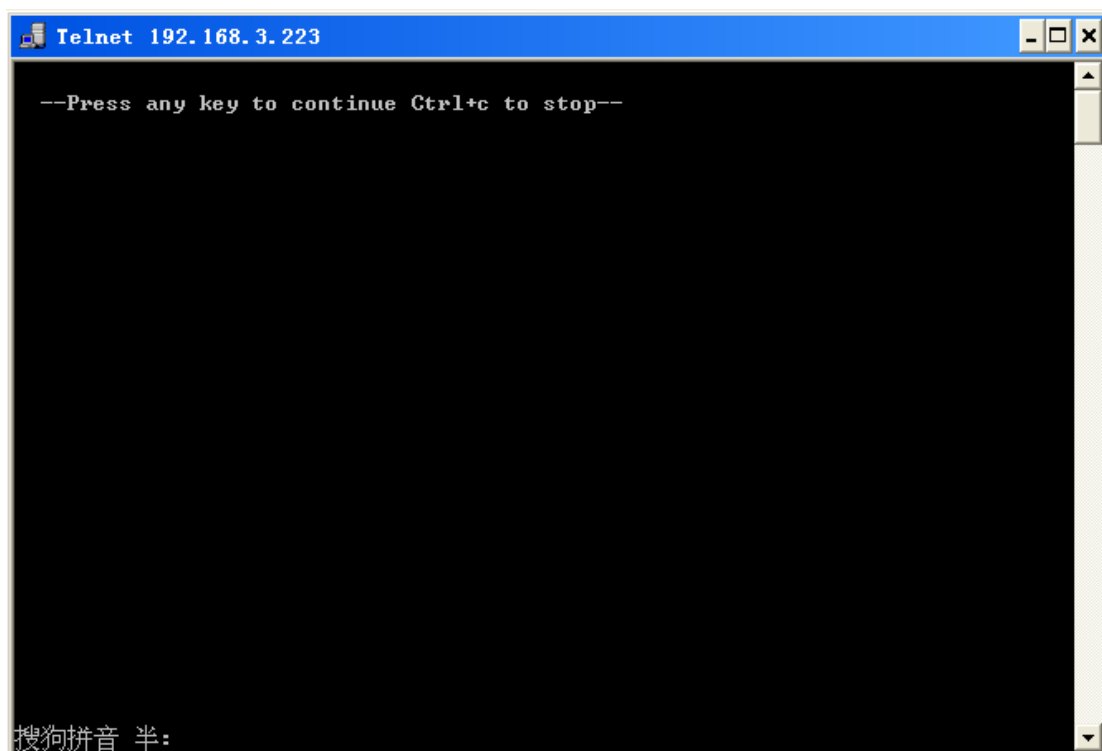 Telnet 192.168.3.223
--Press any key to continue Ctrl+c to stop--
搜狗拼音 半: